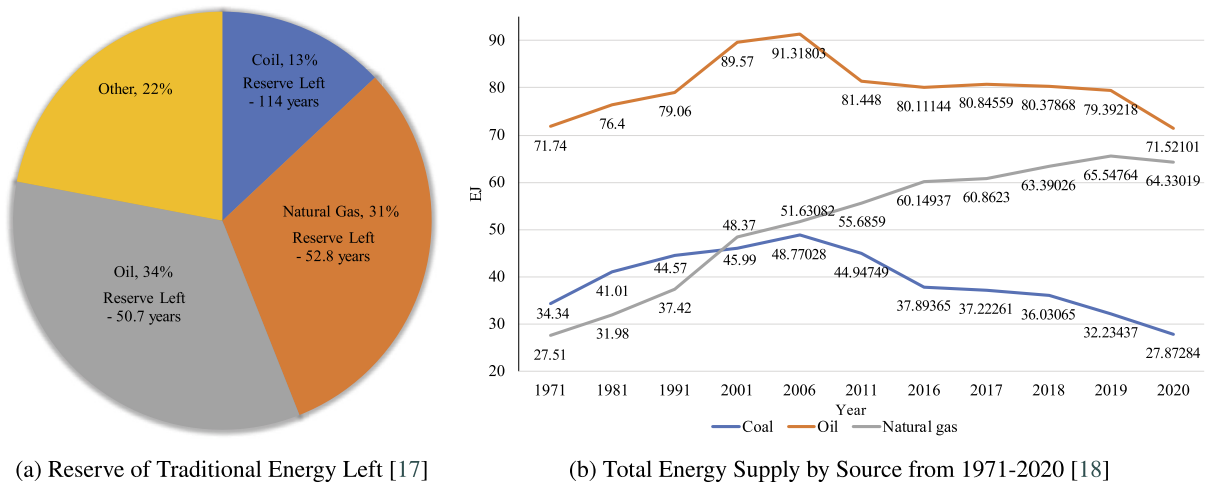 Coil, 13%
Reserve Left
- 114 years
Other, 22%
Natural Gas, 31%
Reserve Left
- 52.8 years
Oil, 34%
Reserve Left
- 50.7 years
(a) Reserve of Traditional Energy Left [17]
EJ
90
80
70
60
50
40
30
20
71.74
76.4
79.06
89.57
91.31803
81.448
80.11144
80.84559
80.37868
79.39218
71.52101
27.51
31.98
37.42
48.37
51.63082
55.6859
60.14937
60.8623
63.39026
65.54764
64.33019
34.34
41.01
44.57
45.99
48.77028
44.94749
37.89365
37.22261
36.03065
32.23437
27.87284
1971 1981 1991 2001 2006 2011 2016 2017 2018 2019 2020
Year
Coal Oil Natural gas
(b) Total Energy Supply by Source from 1971-2020 [18]